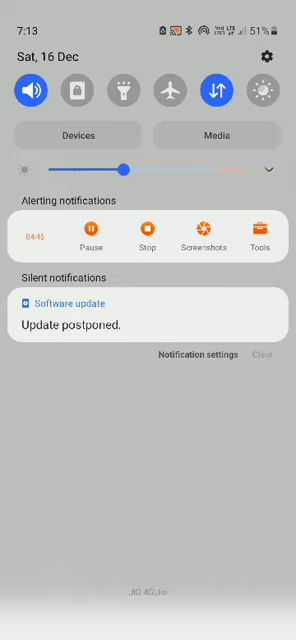 7:13
51%
Sat, 16 Dec
Devices
Media
Alerting notifications
04:45
Pause
Stop
Screenshots
Tools
Silent notifications
Software update
Update postponed.
Notification settings
Clear
JIO 4G|Jio